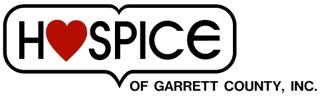 HOSPICE
OF GARRETT COUNTY, INC.